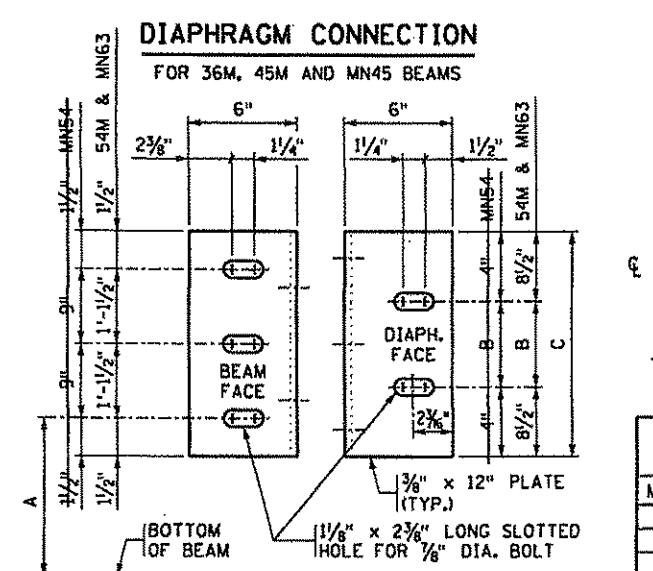 DIAPHRAGM CONNECTION
FOR 36M, 45M AND MN45 BEAMS
6"
6"
2⅜"
1¼"
1¼"
1½"
MN54
54M & MN63
MN54
54M & MN63
1½"
1½"
9"
1'-1½"
9"
1'-1½"
1½"
1½"
4"
8½"
B
B
C
4"
8½"
A
BEAM
FACE
DIAPH.
FACE
2³⁄₁₆"
⅜" x 12" PLATE
(TYP.)
BOTTOM
OF BEAM
1⅛" x 2⅜" LONG SLOTTED
HOLE FOR ⅞" DIA. BOLT
℄